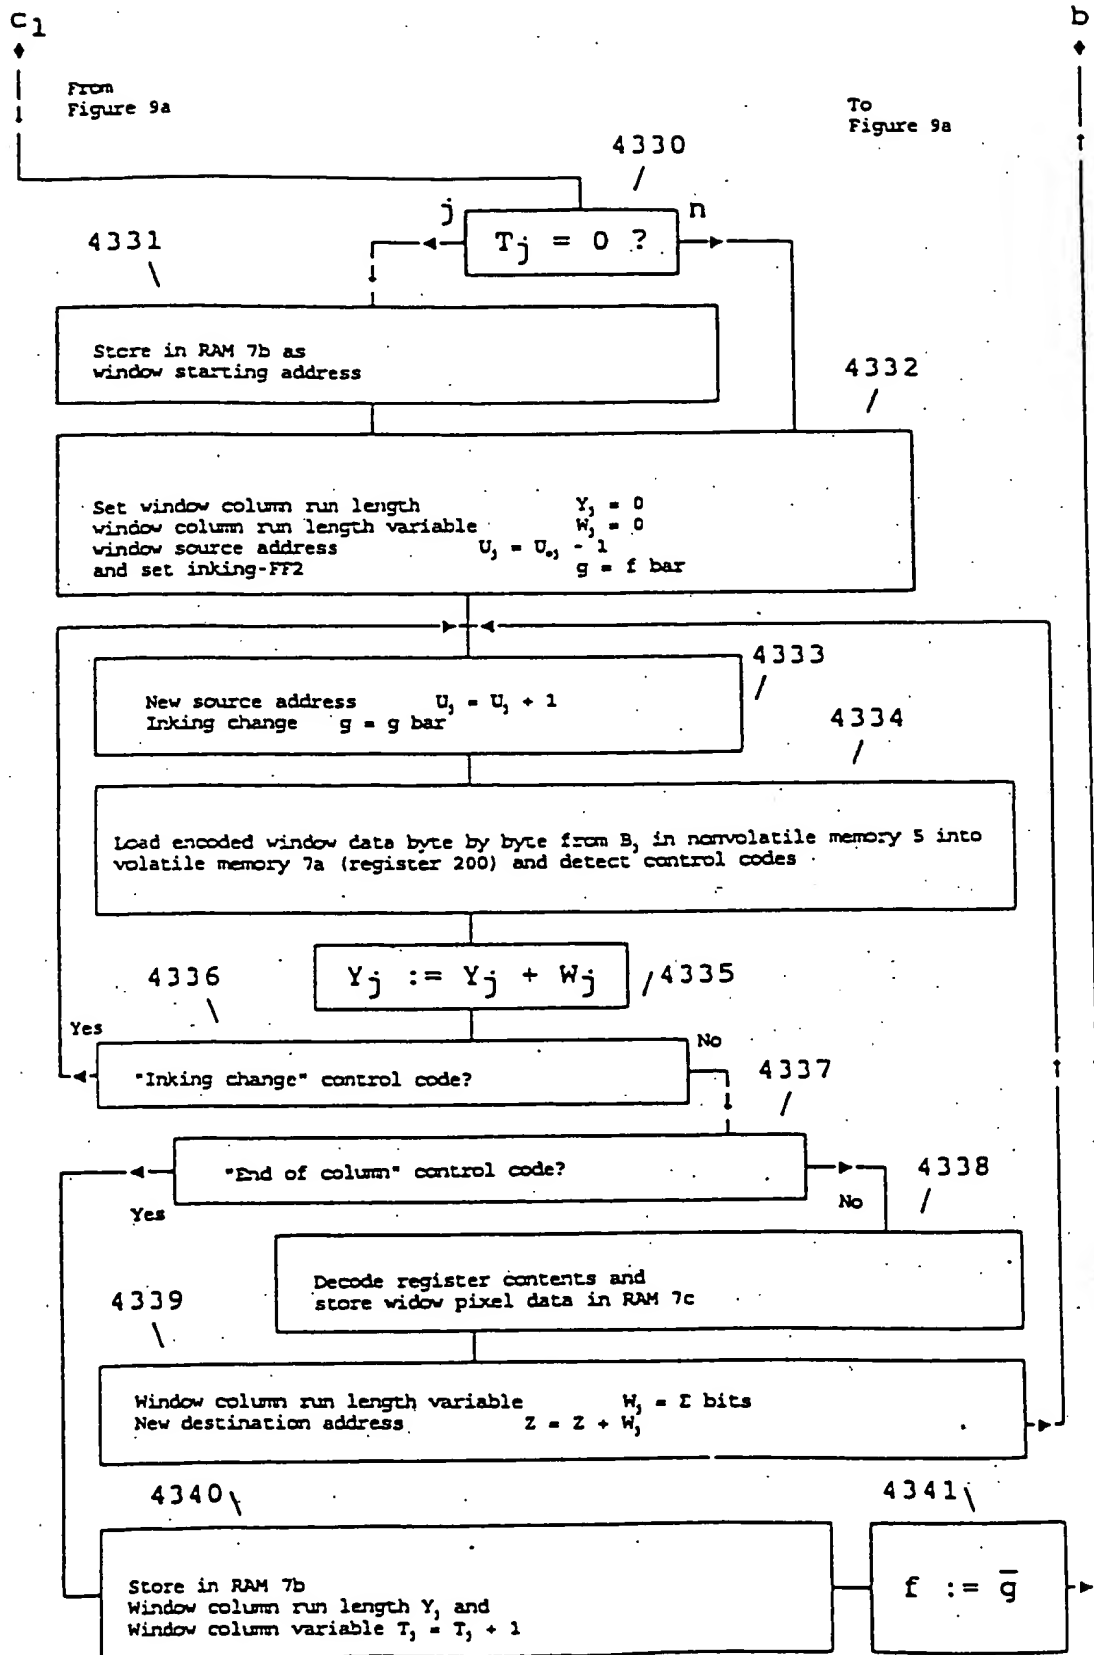 c1
b
From
Figure 9a
To
Figure 9a
4330
j
n
Tj = 0 ?
4331
Store in RAM 7b as
window starting address
4332
Set window column run length Yj = 0
window column run length variable Wj = 0
window source address Uj = Uoj - 1
and set inking-FF2 g = f bar
4333
New source address Uj = Uj + 1
Inking change g = g bar
4334
Load encoded window data byte by byte from Bj in nonvolatile memory 5 into
volatile memory 7a (register 200) and detect control codes
Yj := Yj + Wj
4335
4336
Yes
No
"Inking change" control code?
4337
"End of column" control code?
4338
Yes
No
Decode register contents and
store widow pixel data in RAM 7c
4339
Window column run length variable Wj = Σ bits
New destination address Z = Z + Wj
4340
4341
Store in RAM 7b
Window column run length Yj and
Window column variable Tj = Tj + 1
f := g̅